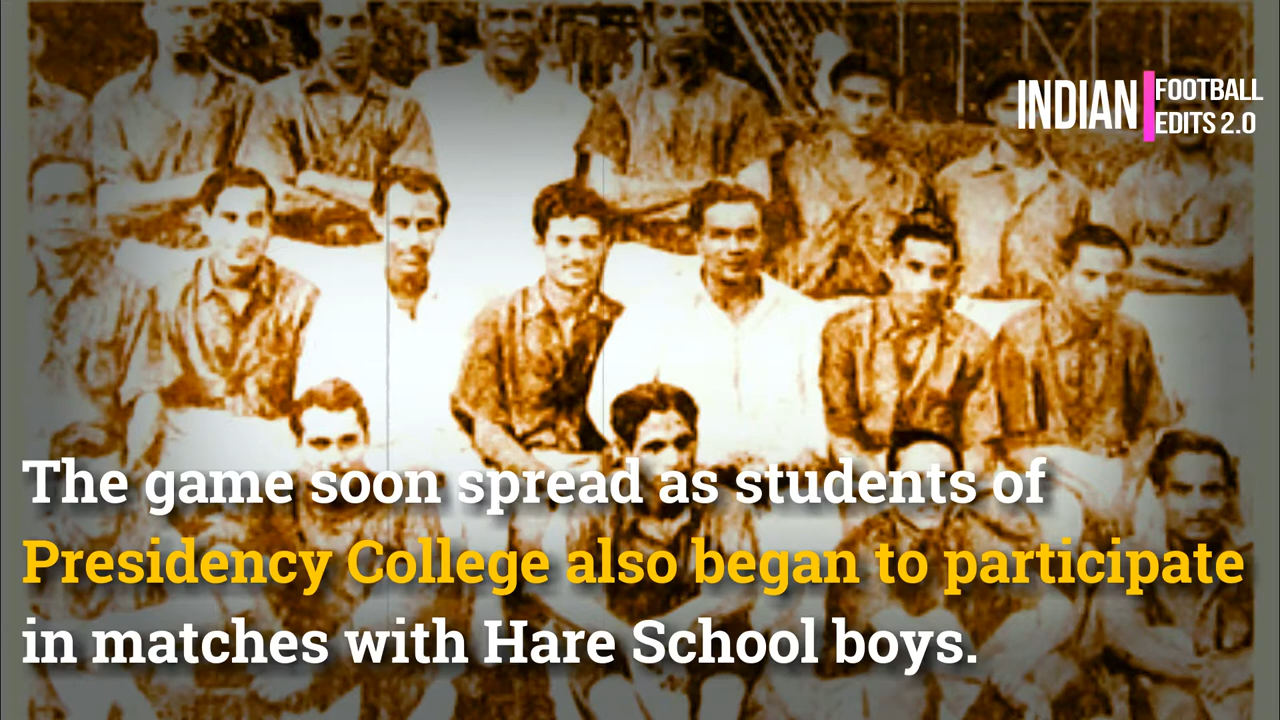 INDIAN
FOOTBALL
EDITS 2.0
The game soon spread as students of
Presidency College also began to participate
in matches with Hare School boys.